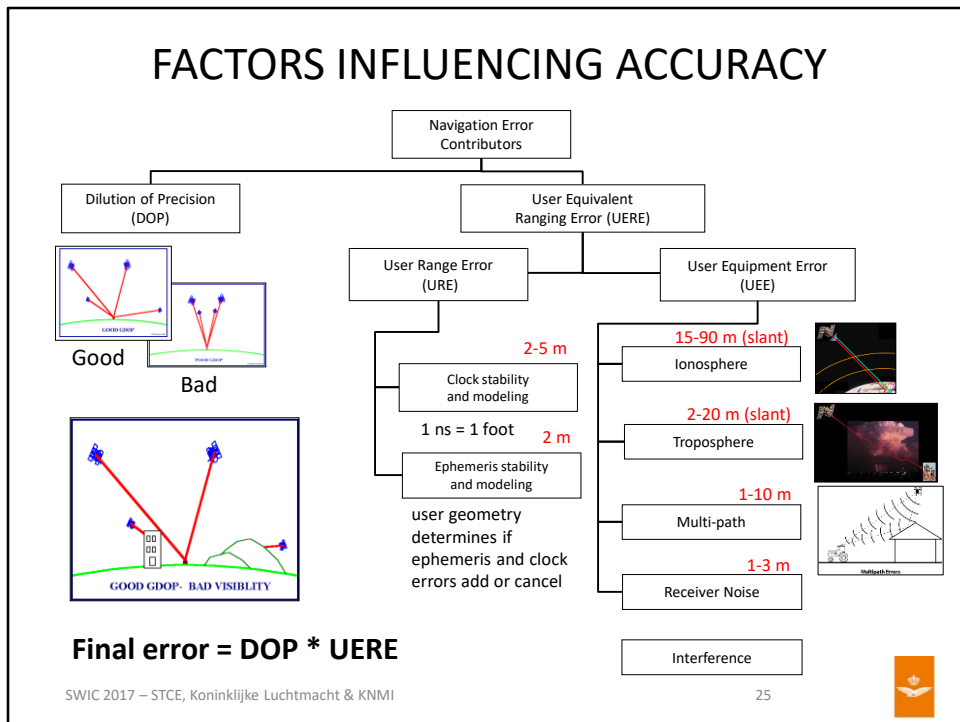 FACTORS INFLUENCING ACCURACY
Navigation Error
Contributors
Dilution of Precision
(DOP)
User Equivalent
Ranging Error (UERE)
User Range Error
(URE)
User Equipment Error
(UEE)
GOOD GDOP
Good
POOR GDOP
Bad
GOOD GDOP- BAD VISIBLITY
2-5 m
Clock stability
and modeling
1 ns = 1 foot
2 m
Ephemeris stability
and modeling
user geometry
determines if
ephemeris and clock
errors add or cancel
15-90 m (slant)
Ionosphere
2-20 m (slant)
Troposphere
1-10 m
Multi-path
Multipath Errors
1-3 m
Receiver Noise
Interference
Final error = DOP * UERE
SWIC 2017 – STCE, Koninklijke Luchtmacht & KNMI
25